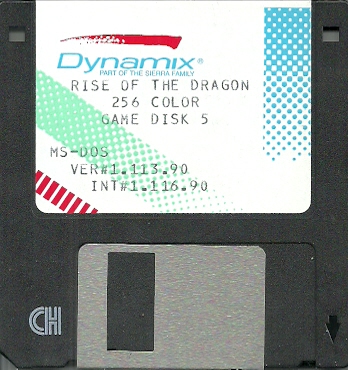 Dynamix
PART OF THE SIERRA FAMILY
RISE OF THE DRAGON
256 COLOR
GAME DISK 5
MS-DOS
VER#1.113.90
INT#1.116.90
CH